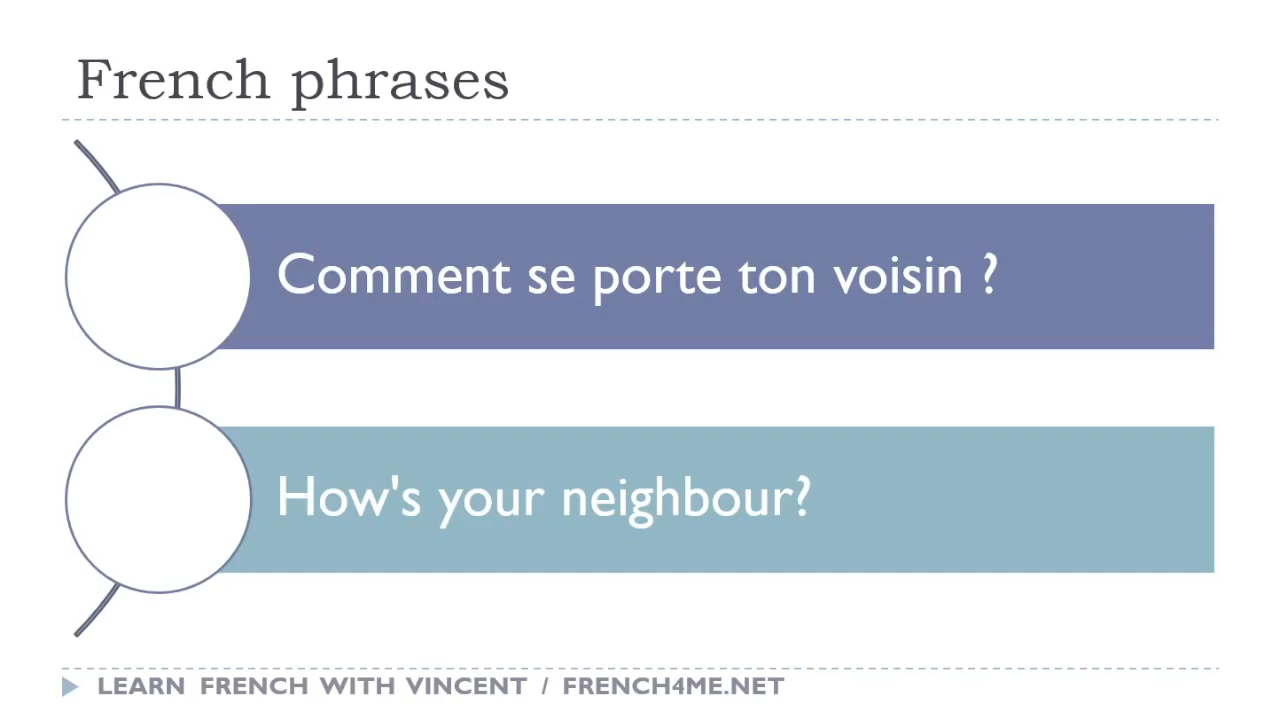 French phrases
Comment se porte ton voisin ?
How's your neighbour?
LEARN FRENCH WITH VINCENT / FRENCH4ME.NET